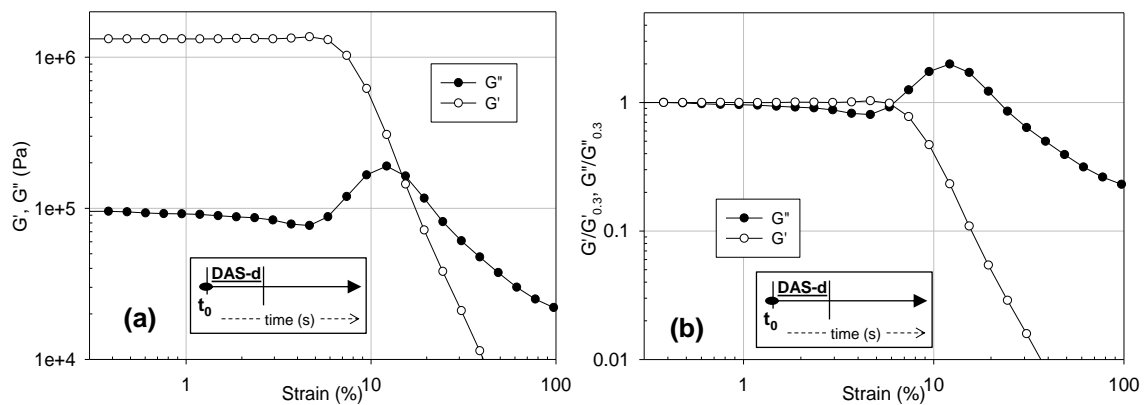 (a)
G', G" (Pa)
1e+6
1e+5
1e+4
G"
G'
DAS-d
t0
time (s)
1
10
100
Strain (%)
(b)
G'/G'0.3, G"/G"0.3
1
0.1
0.01
G"
G'
DAS-d
t0
time (s)
1
10
100
Strain (%)